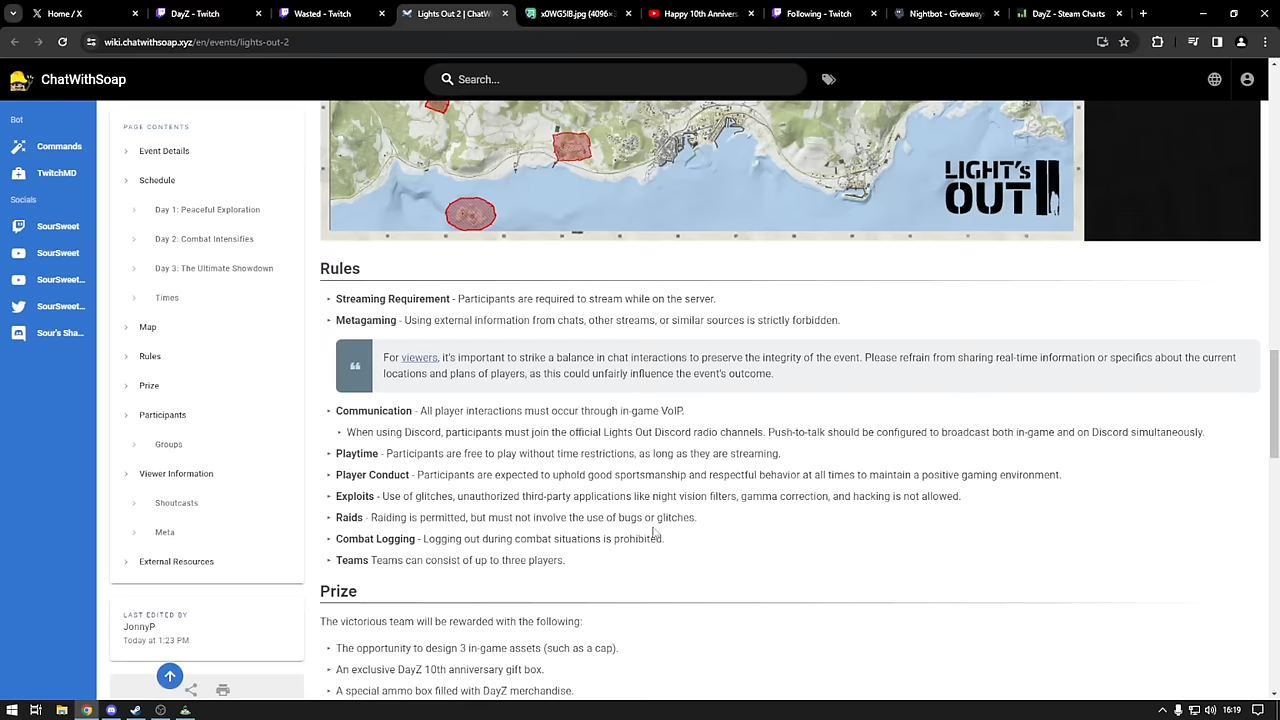 Home / X
DayZ - Twitch
Wasted - Twitch
Lights Out 2 | ChatW
x0WG5IB.jpg (4096×
Happy 10th Annivers
Following - Twitch
Nightbot - Giveaway
DayZ - Steam Charts
wiki.chatwithsoap.xyz/en/events/lights-out-2
ChatWithSoap
Search...
Bot
Commands
TwitchMD
Socials
SourSweet
SourSweet
SourSweet...
SourSweet...
Sour's Sha...
PAGE CONTENTS
Event Details
Schedule
Day 1: Peaceful Exploration
Day 2: Combat Intensifies
Day 3: The Ultimate Showdown
Times
Map
Rules
Prize
Participants
Groups
Viewer Information
Shoutcasts
Meta
External Resources
LAST EDITED BY
JonnyP
Today at 1:23 PM
LIGHT's
OUT
Rules
Streaming Requirement - Participants are required to stream while on the server.
Metagaming - Using external information from chats, other streams, or similar sources is strictly forbidden.
For viewers, it's important to strike a balance in chat interactions to preserve the integrity of the event. Please refrain from sharing real-time information or specifics about the current
locations and plans of players, as this could unfairly influence the event's outcome.
Communication - All player interactions must occur through in-game VoIP.
When using Discord, participants must join the official Lights Out Discord radio channels. Push-to-talk should be configured to broadcast both in-game and on Discord simultaneously.
Playtime - Participants are free to play without time restrictions, as long as they are streaming.
Player Conduct - Participants are expected to uphold good sportsmanship and respectful behavior at all times to maintain a positive gaming environment.
Exploits - Use of glitches, unauthorized third-party applications like night vision filters, gamma correction, and hacking is not allowed.
Raids - Raiding is permitted, but must not involve the use of bugs or glitches.
Combat Logging - Logging out during combat situations is prohibited.
Teams Teams can consist of up to three players.
Prize
The victorious team will be rewarded with the following:
The opportunity to design 3 in-game assets (such as a cap).
An exclusive DayZ 10th anniversary gift box.
A special ammo box filled with DayZ merchandise.
16:19